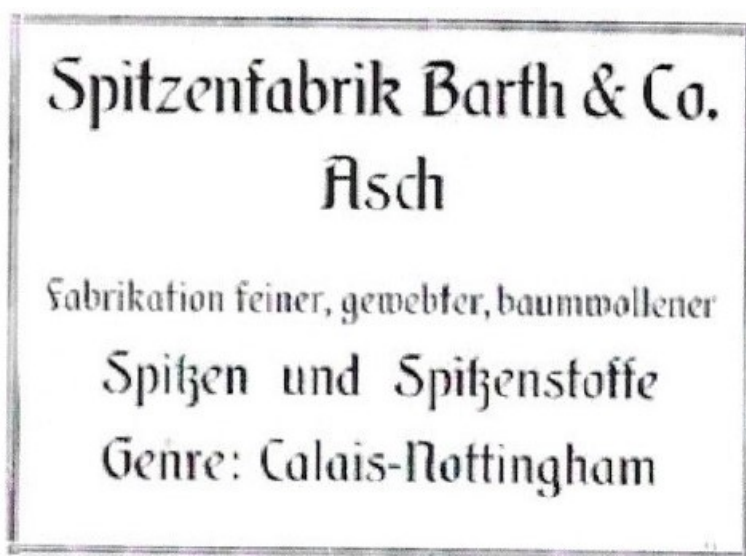 Spitzenfabrik Barth & Co.
Asch
Fabrikation feiner, gewebter, baumwollener
Spitzen und Spitzenstoffe
Genre: Calais-Nottingham